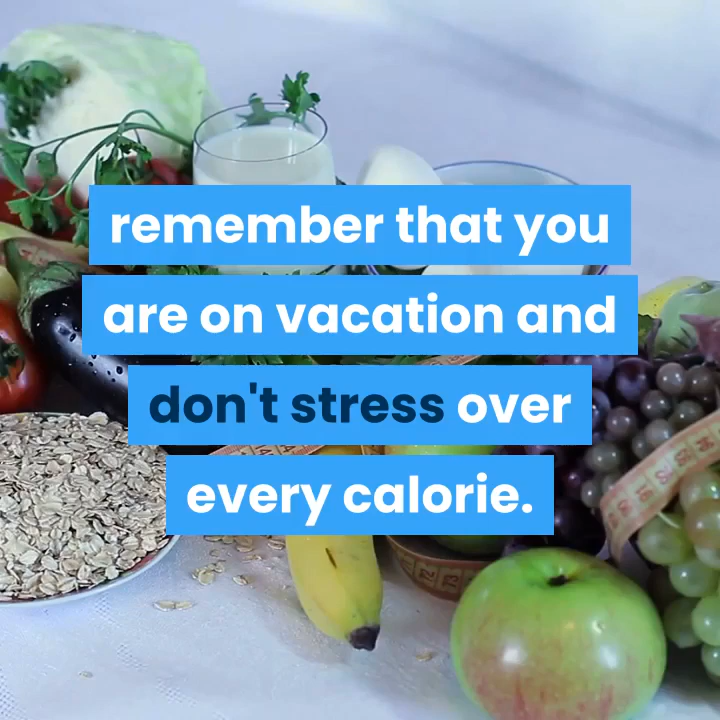 remember that you
are on vacation and
don't stress over
every calorie.